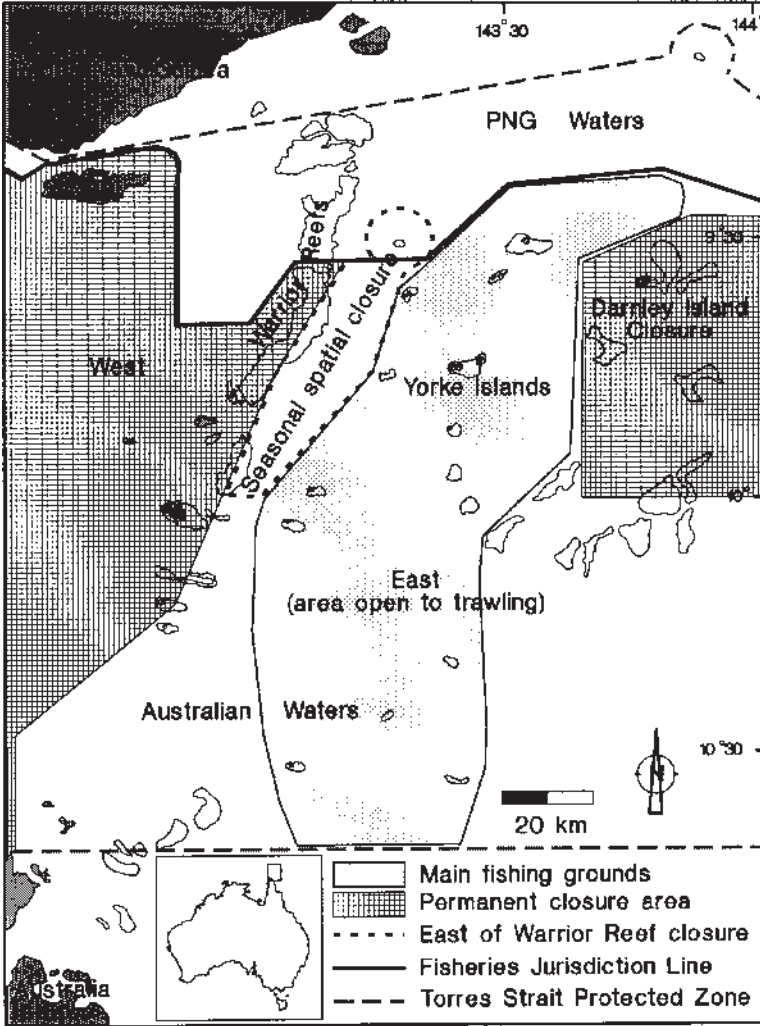 143°30'
144°
PNG Waters
Warrior Reefs
9°30
Darnley Island
Closure
West
Seasonal spatial closure
Yorke Islands
10°
East
(area open to trawling)
Australian Waters
10°30
N
20 km
Main fishing grounds
Permanent closure area
East of Warrior Reef closure
Fisheries Jurisdiction Line
Torres Strait Protected Zone
Australia